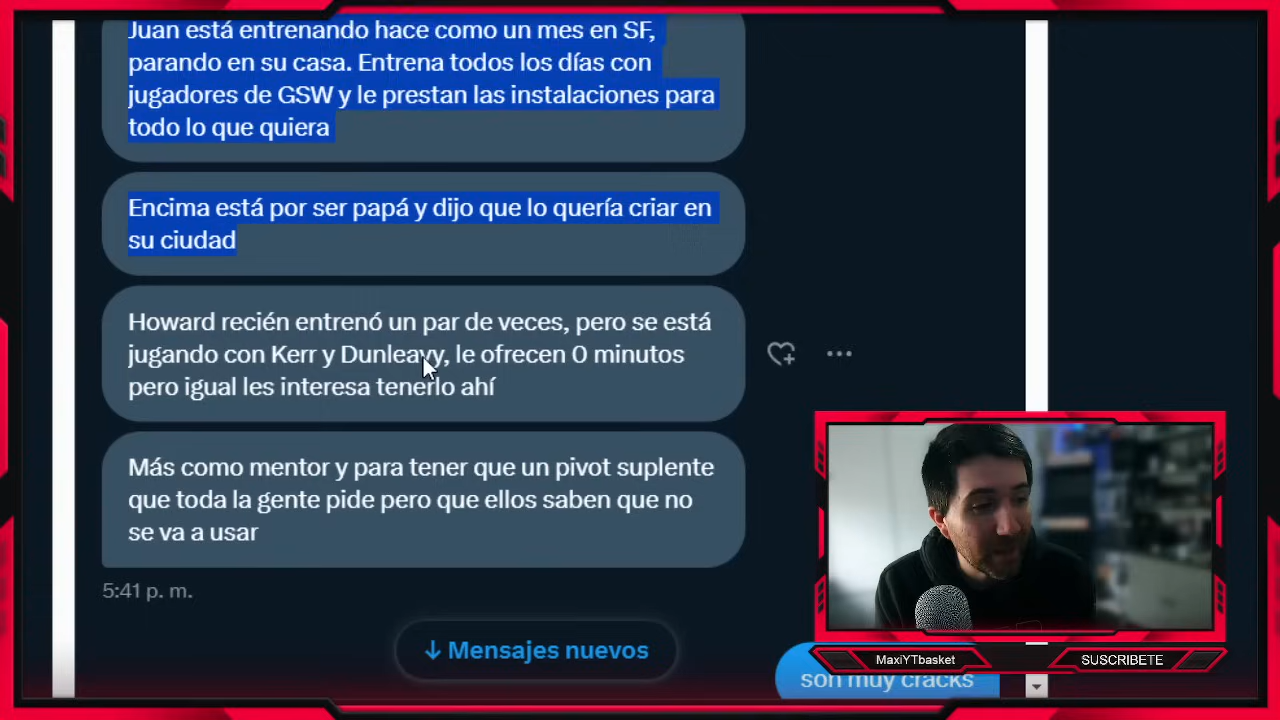 Juan está entrenando hace como un mes en SF,
parando en su casa. Entrena todos los días con
jugadores de GSW y le prestan las instalaciones para
todo lo que quiera
Encima está por ser papá y dijo que lo quería criar en
su ciudad
Howard recién entrenó un par de veces, pero se está
jugando con Kerr y Dunleavy, le ofrecen 0 minutos
pero igual les interesa tenerlo ahí
Más como mentor y para tener que un pivot suplente
que toda la gente pide pero que ellos saben que no
se va a usar
5:41 p. m.
↓ Mensajes nuevos
son muy cracks
MaxiYTbasket
SUSCRIBETE